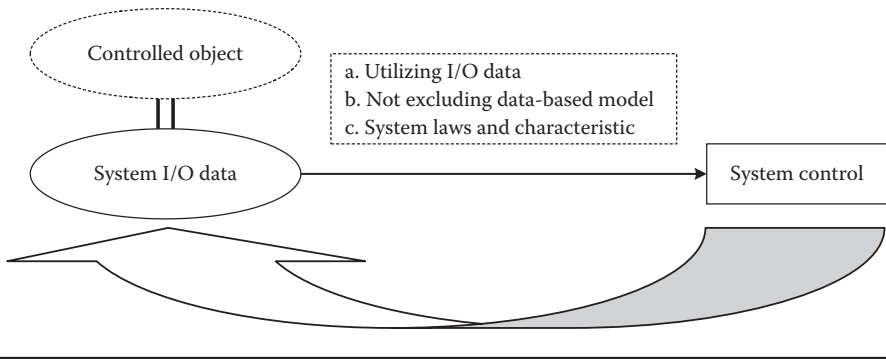 Controlled object
a. Utilizing I/O data
b. Not excluding data-based model
c. System laws and characteristic
System I/O data
System control